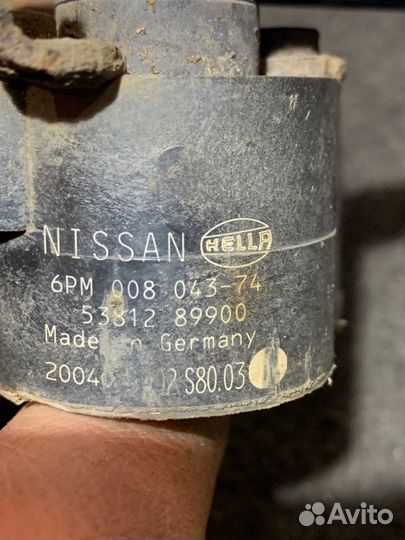 NISSAN HELLA
6PM 008 043-74
53812 89900
Made in Germany
S80.03
Avito